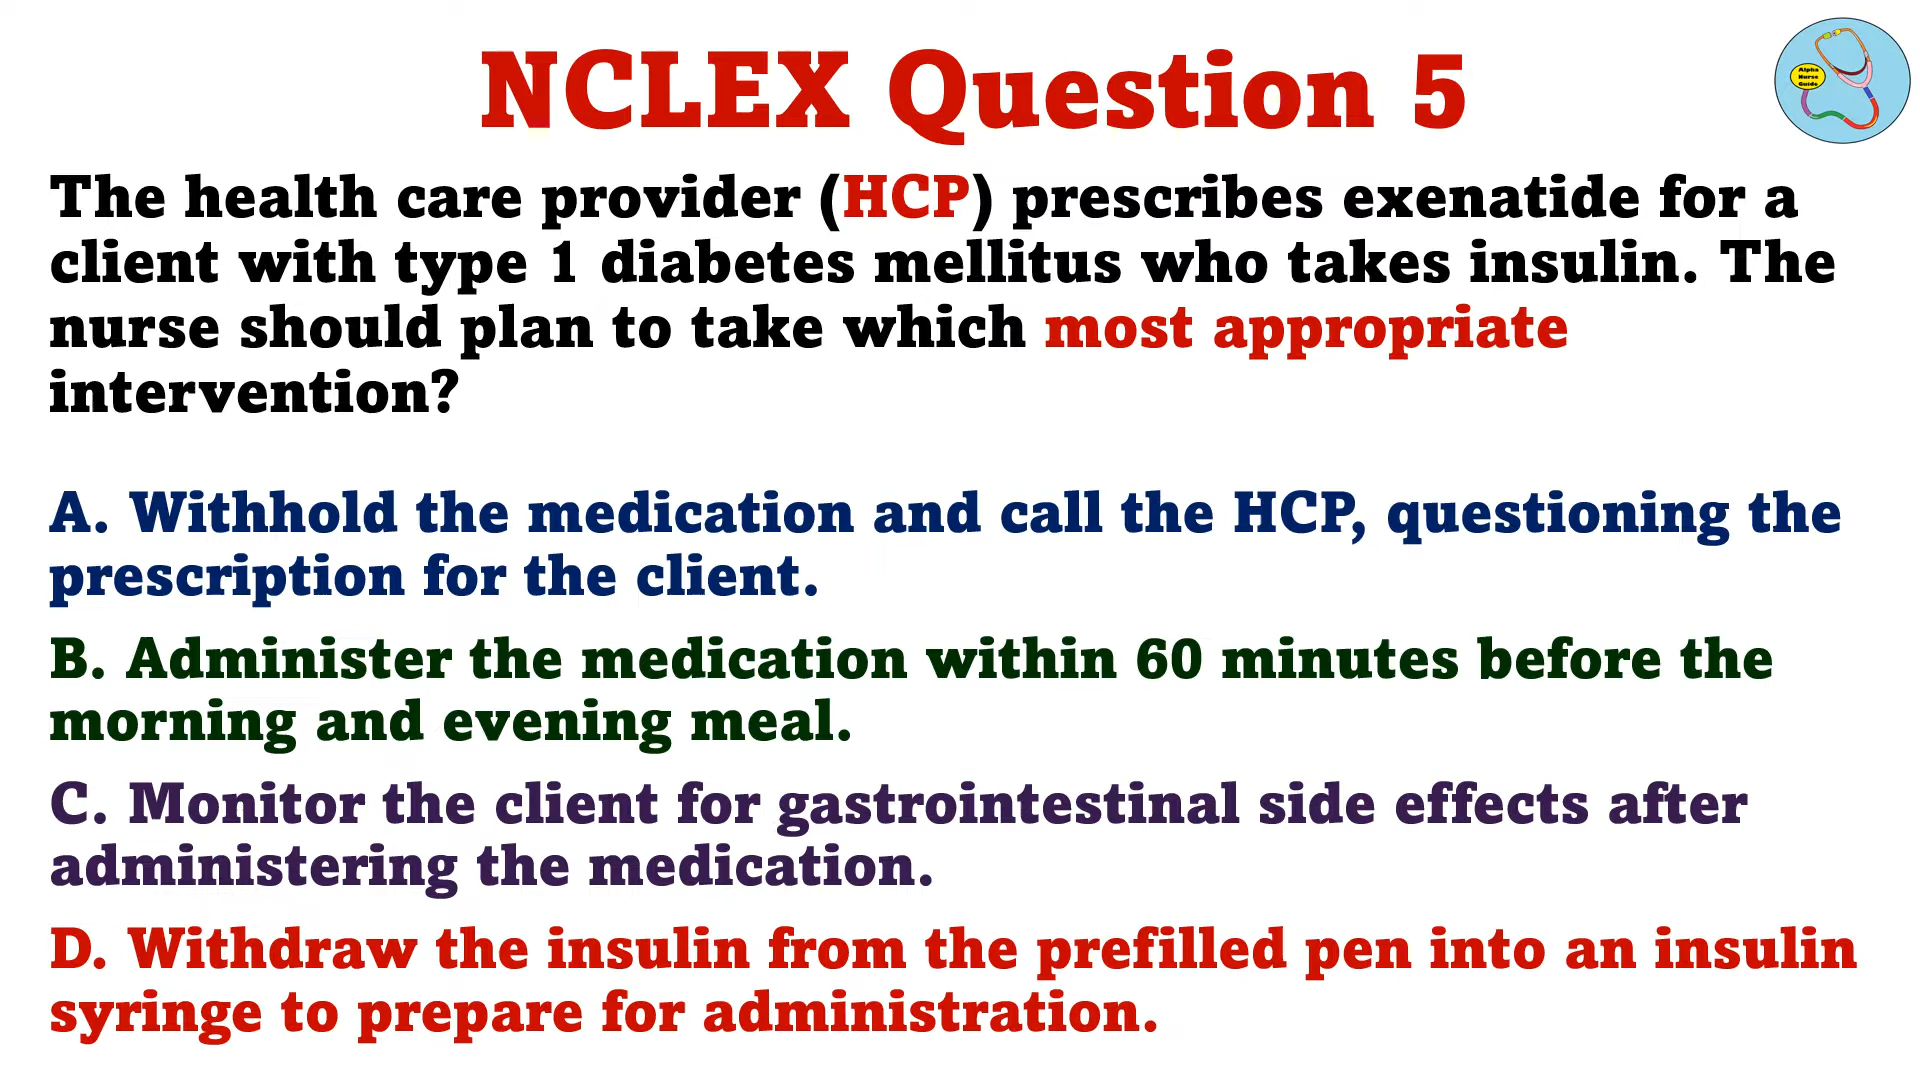 NCLEX Question 5
Alpha
Nurse
Guide
The health care provider (HCP) prescribes exenatide for a
client with type 1 diabetes mellitus who takes insulin. The
nurse should plan to take which most appropriate
intervention?
A. Withhold the medication and call the HCP, questioning the
prescription for the client.
B. Administer the medication within 60 minutes before the
morning and evening meal.
C. Monitor the client for gastrointestinal side effects after
administering the medication.
D. Withdraw the insulin from the prefilled pen into an insulin
syringe to prepare for administration.